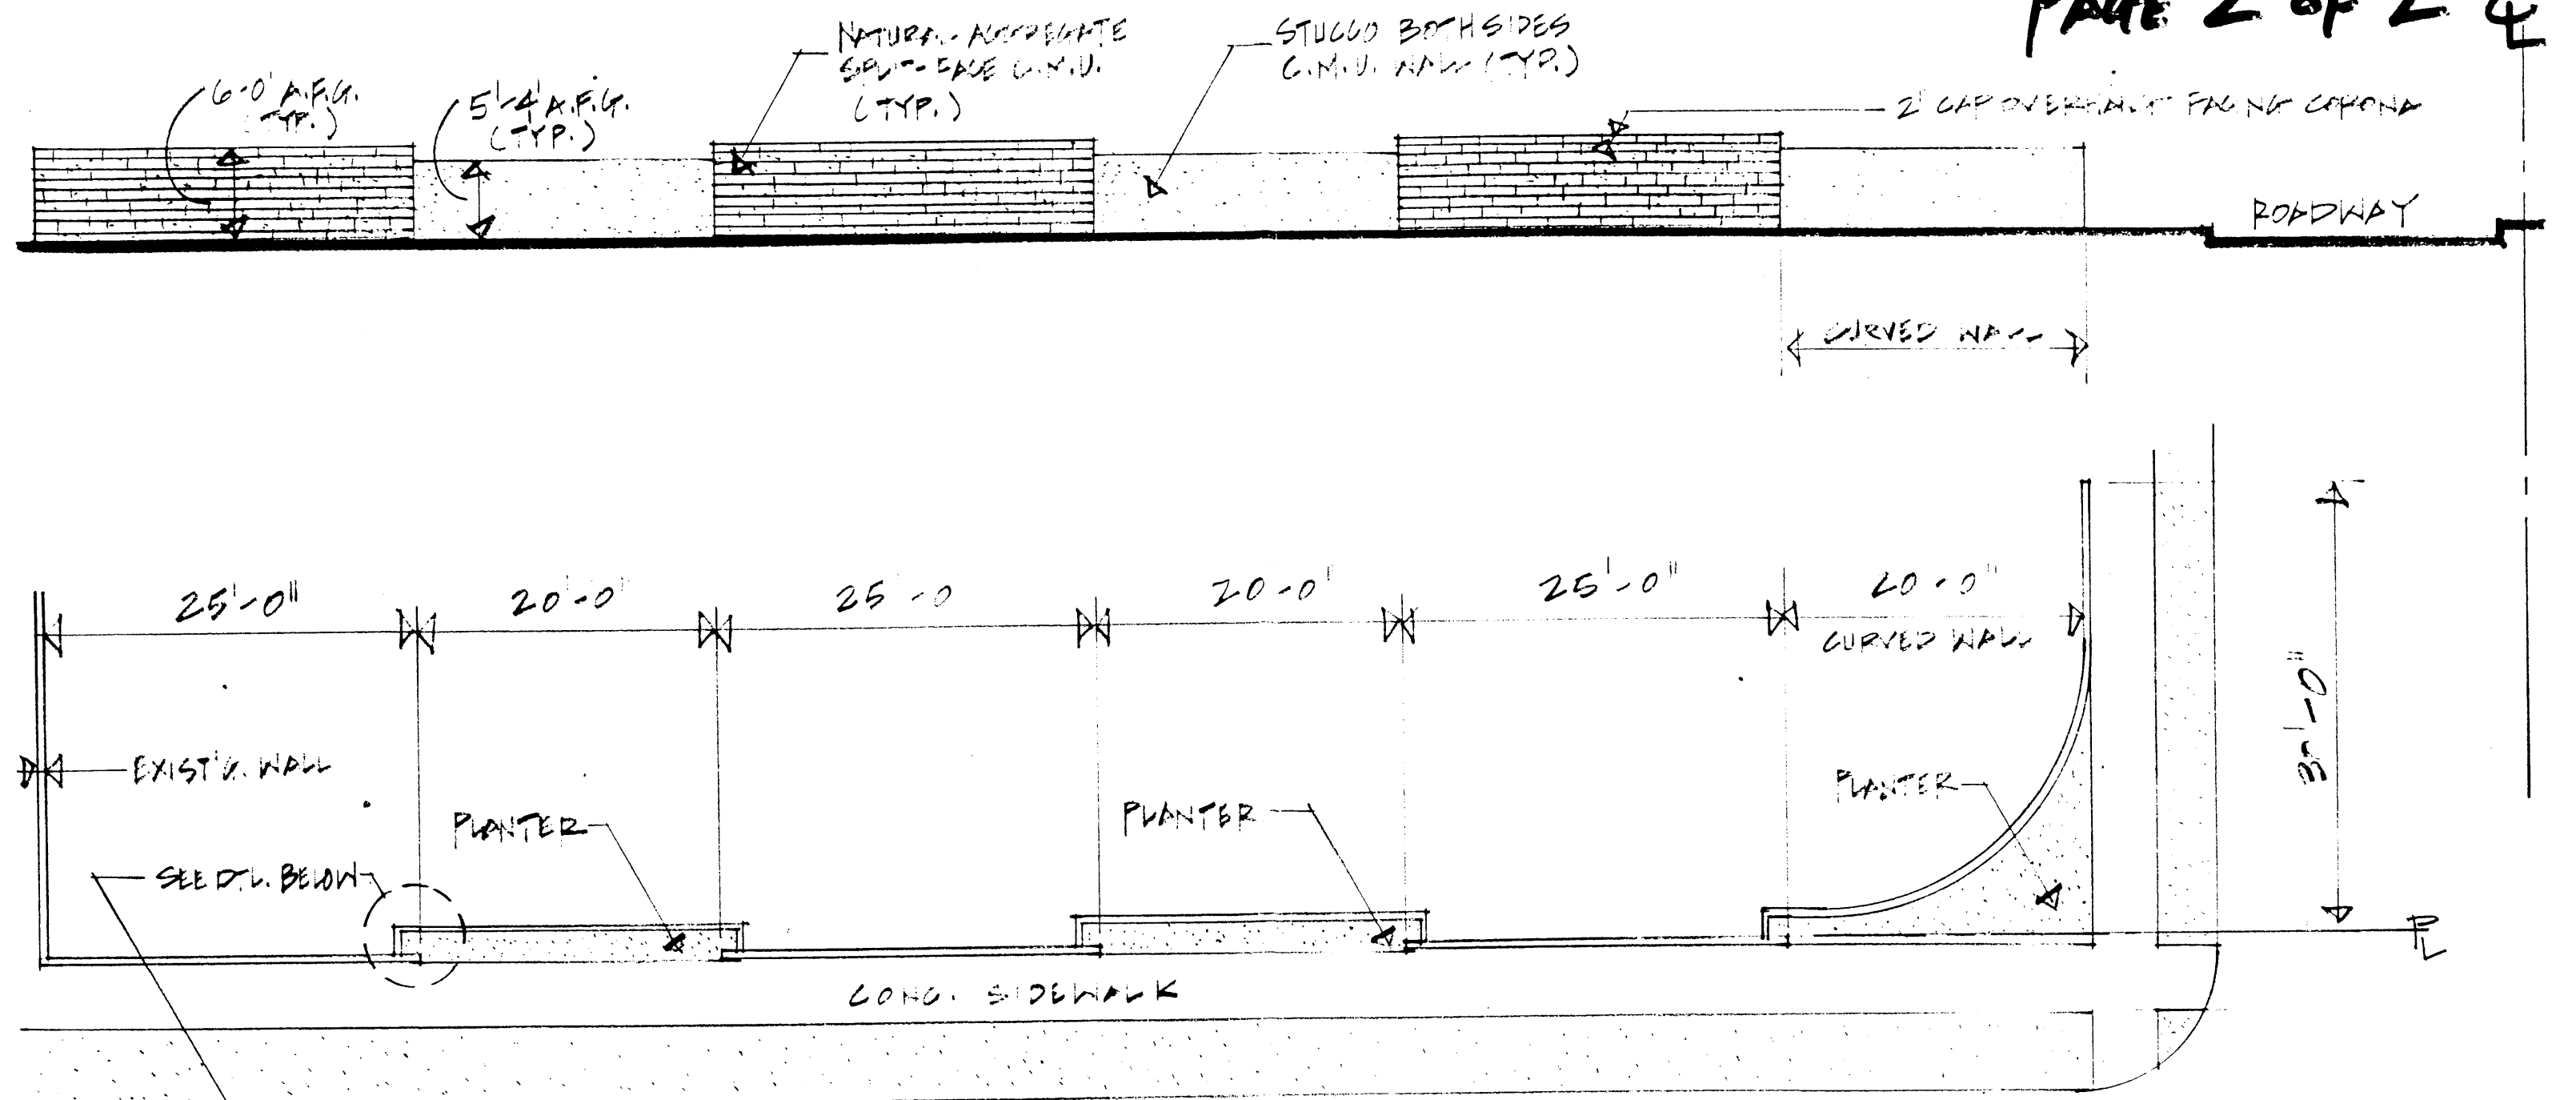 PAGE 2 OF 2 ℄
NATURAL AGGREGATE
SPLIT-FACE C.M.U.
(TYP.)
STUCCO BOTH SIDES
C.M.U. WALL (TYP.)
6'-0" A.F.G.
(TYP.)
5'-4" A.F.G.
(TYP.)
2" CAP OVERHANG FACING CORONA
ROADWAY
CURVED WALL
25'-0"
20'-0"
25'-0
20'-0"
25'-0"
20'-0"
CURVED WALL
EXIST'G. WALL
PLANTER
PLANTER
PLANTER
SEE DTL. BELOW
PL
CONC. SIDEWALK